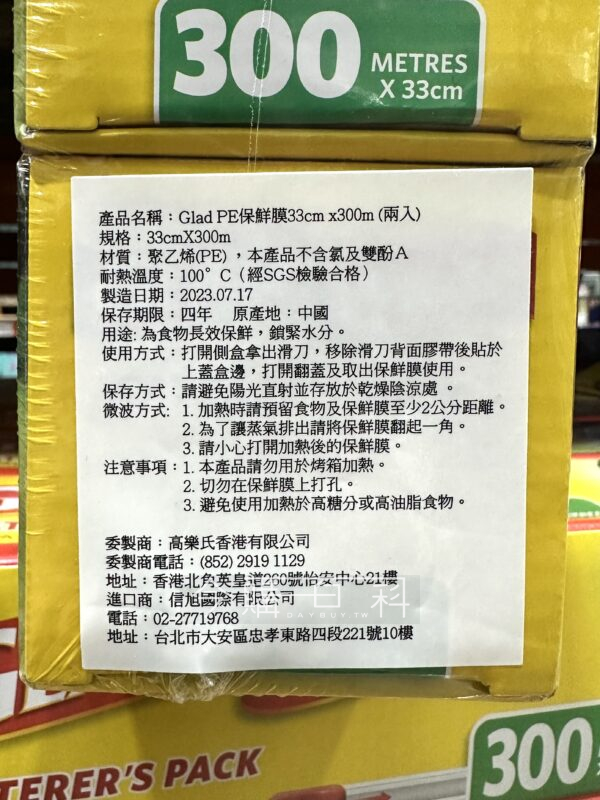 300 METRES
X 33cm
產品名稱：Glad PE保鮮膜33cm x300m (兩入)
規格：33cmX300m
材質：聚乙烯(PE)，本產品不含氯及雙酚A
耐熱溫度：100°C（經SGS檢驗合格）
製造日期：2023.07.17
保存期限：四年 原產地：中國
用途: 為食物長效保鮮，鎖緊水分。
使用方式：打開側盒拿出滑刀，移除滑刀背面膠帶後貼於
上蓋盒邊，打開翻蓋及取出保鮮膜使用。
保存方式：請避免陽光直射並存放於乾燥陰涼處 。
微波方式: 1. 加熱時請預留食物及保鮮膜至少2公分距離。
2. 為了讓蒸氣排出請將保鮮膜翻起一角。
3. 請小心打開加熱後的保鮮膜。
注意事項：1. 本產品請勿用於烤箱加熱。
2. 切勿在保鮮膜上打孔。
3. 避免使用加熱於高糖分或高油脂食物。
委製商：高樂氏香港有限公司
委製商電話：(852) 2919 1129
地址：香港北角英皇道260號怡安中心21樓
購百科
DAYBUY.TW
進口商：信旭國際有限公司
電話：02-27719768
地址：台北市大安區忠孝東路四段221號10樓
TERER'S PACK
300